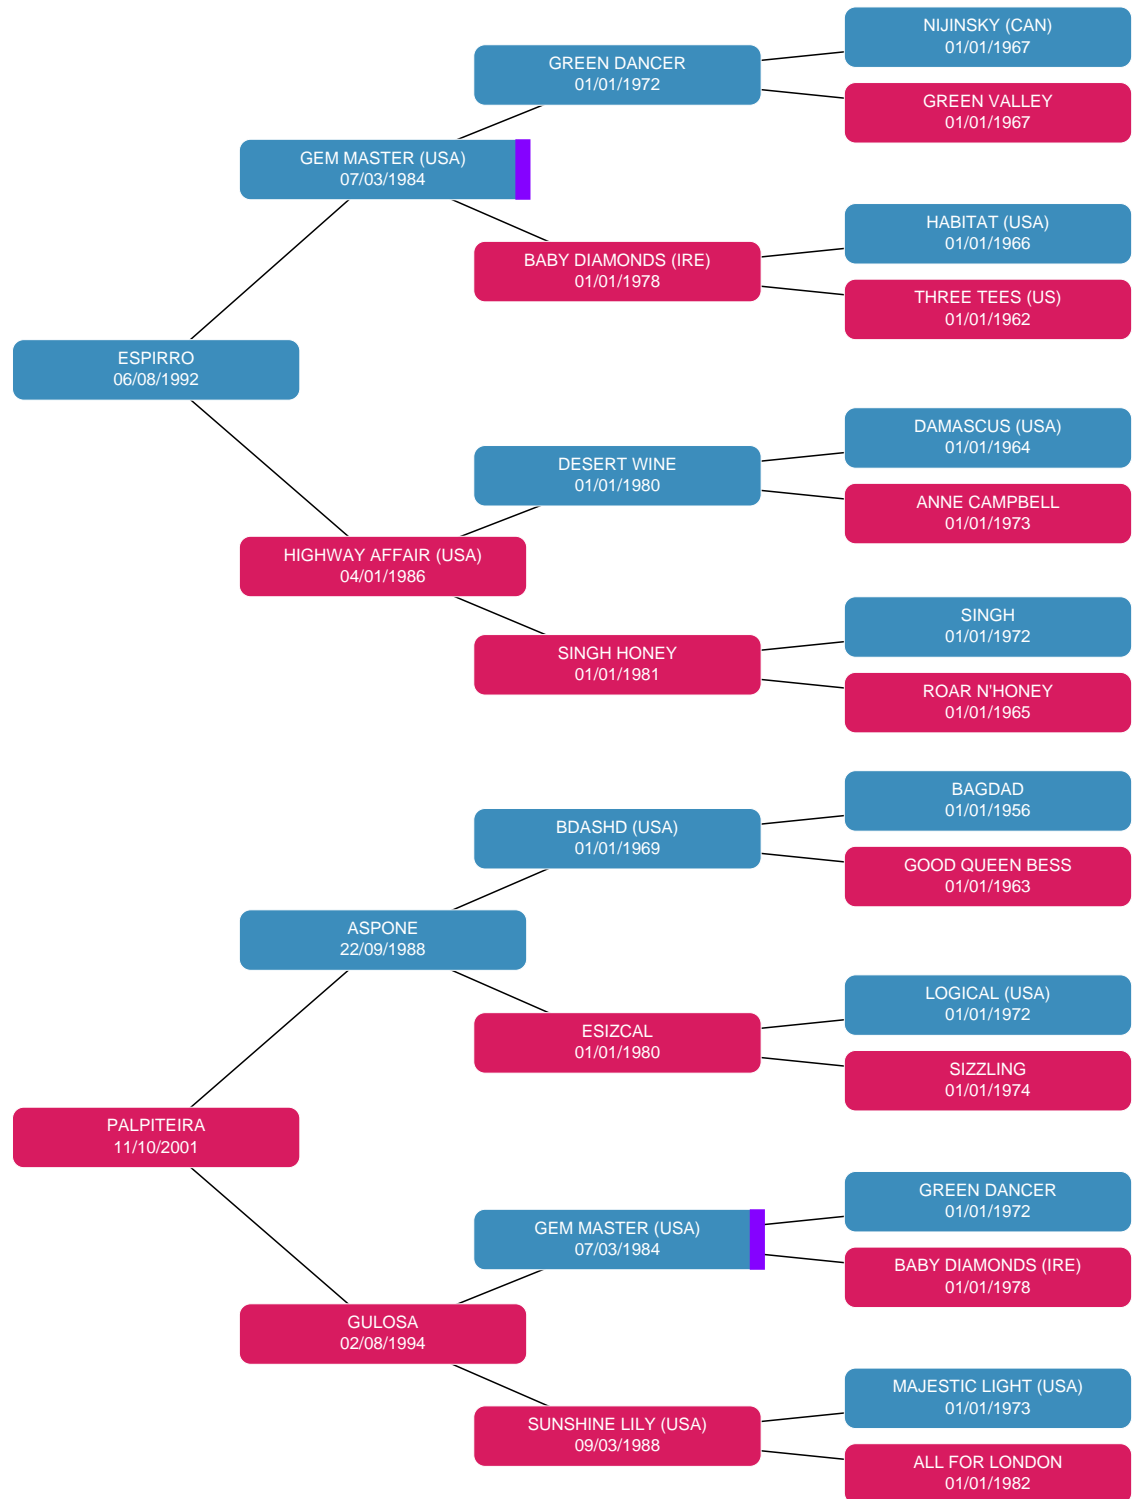 NIJINSKY (CAN)
01/01/1967
GREEN DANCER
01/01/1972
GREEN VALLEY
01/01/1967
GEM MASTER (USA)
07/03/1984
HABITAT (USA)
01/01/1966
BABY DIAMONDS (IRE)
01/01/1978
THREE TEES (US)
01/01/1962
ESPIRRO
06/08/1992
DAMASCUS (USA)
01/01/1964
DESERT WINE
01/01/1980
ANNE CAMPBELL
01/01/1973
HIGHWAY AFFAIR (USA)
04/01/1986
SINGH
01/01/1972
SINGH HONEY
01/01/1981
ROAR N'HONEY
01/01/1965
BAGDAD
01/01/1956
BDASHD (USA)
01/01/1969
GOOD QUEEN BESS
01/01/1963
ASPONE
22/09/1988
LOGICAL (USA)
01/01/1972
ESIZCAL
01/01/1980
SIZZLING
01/01/1974
PALPITEIRA
11/10/2001
GREEN DANCER
01/01/1972
GEM MASTER (USA)
07/03/1984
BABY DIAMONDS (IRE)
01/01/1978
GULOSA
02/08/1994
MAJESTIC LIGHT (USA)
01/01/1973
SUNSHINE LILY (USA)
09/03/1988
ALL FOR LONDON
01/01/1982